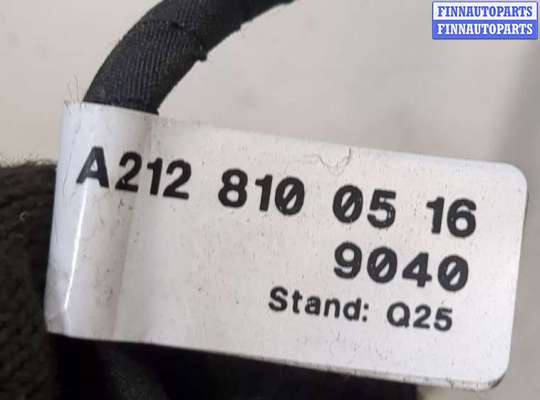 FINNAUTOPARTS
FINNAUTOPARTS
A212 810 05 16
9040
Stand: Q25